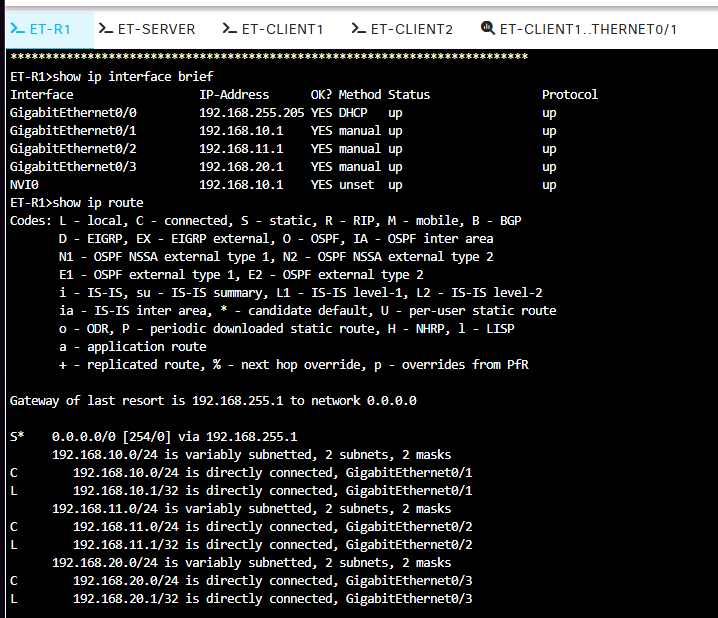 ET-R1 ET-SERVER ET-CLIENT1 ET-CLIENT2 ET-CLIENT1..THERNET0/1
**************************************************************************
ET-R1>show ip interface brief
Interface                  IP-Address      OK? Method Status                Protocol
GigabitEthernet0/0         192.168.255.205 YES DHCP   up                    up
GigabitEthernet0/1         192.168.10.1    YES manual up                    up
GigabitEthernet0/2         192.168.11.1    YES manual up                    up
GigabitEthernet0/3         192.168.20.1    YES manual up                    up
NVI0                       192.168.10.1    YES unset  up                    up
ET-R1>show ip route
Codes: L - local, C - connected, S - static, R - RIP, M - mobile, B - BGP
       D - EIGRP, EX - EIGRP external, O - OSPF, IA - OSPF inter area
       N1 - OSPF NSSA external type 1, N2 - OSPF NSSA external type 2
       E1 - OSPF external type 1, E2 - OSPF external type 2
       i - IS-IS, su - IS-IS summary, L1 - IS-IS level-1, L2 - IS-IS level-2
       ia - IS-IS inter area, * - candidate default, U - per-user static route
       o - ODR, P - periodic downloaded static route, H - NHRP, l - LISP
       a - application route
       + - replicated route, % - next hop override, p - overrides from PfR
Gateway of last resort is 192.168.255.1 to network 0.0.0.0
S*    0.0.0.0/0 [254/0] via 192.168.255.1
      192.168.10.0/24 is variably subnetted, 2 subnets, 2 masks
C        192.168.10.0/24 is directly connected, GigabitEthernet0/1
L        192.168.10.1/32 is directly connected, GigabitEthernet0/1
      192.168.11.0/24 is variably subnetted, 2 subnets, 2 masks
C        192.168.11.0/24 is directly connected, GigabitEthernet0/2
L        192.168.11.1/32 is directly connected, GigabitEthernet0/2
      192.168.20.0/24 is variably subnetted, 2 subnets, 2 masks
C        192.168.20.0/24 is directly connected, GigabitEthernet0/3
L        192.168.20.1/32 is directly connected, GigabitEthernet0/3